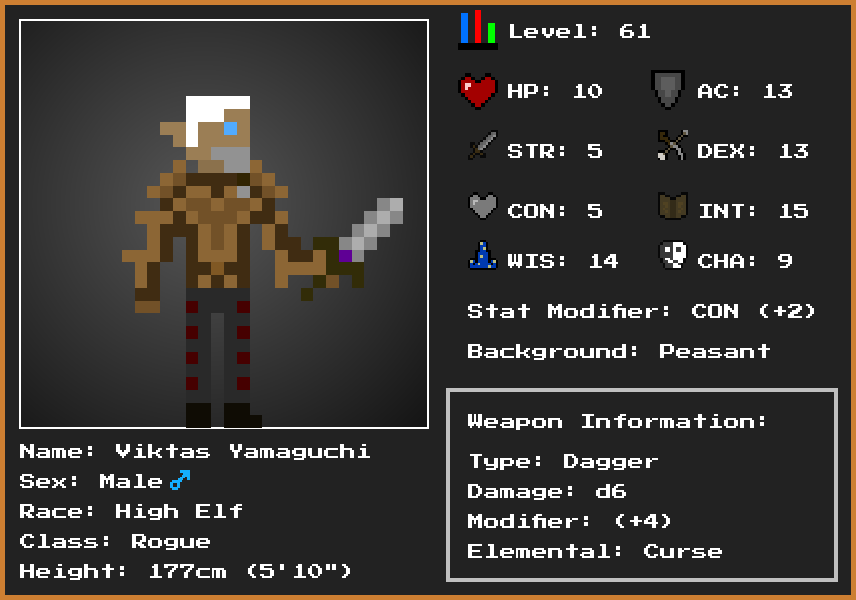 Level: 61
HP: 10 AC: 13
STR: 5 DEX: 13
CON: 5 INT: 15
WIS: 14 CHA: 9
Stat Modifier: CON (+2)
Background: Peasant
Weapon Information:
Type: Dagger
Damage: d6
Modifier: (+4)
Elemental: Curse
Name: Viktas Yamaguchi
Sex: Male♂
Race: High Elf
Class: Rogue
Height: 177cm (5'10")